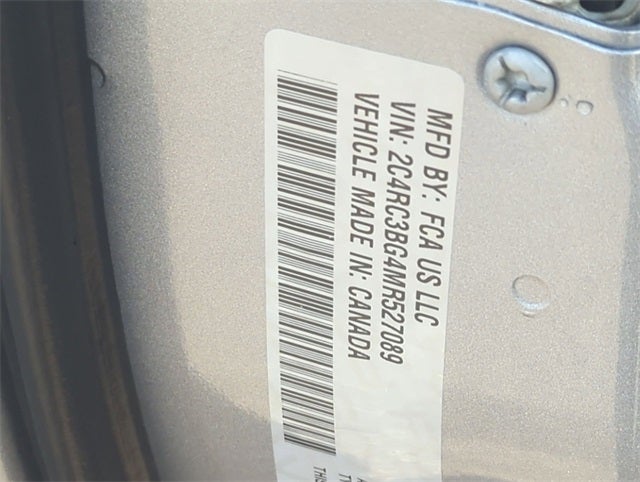 MFD BY: FCA US LLC
VIN: 2C4RC3BG4MR527089
VEHICLE MADE IN: CANADA